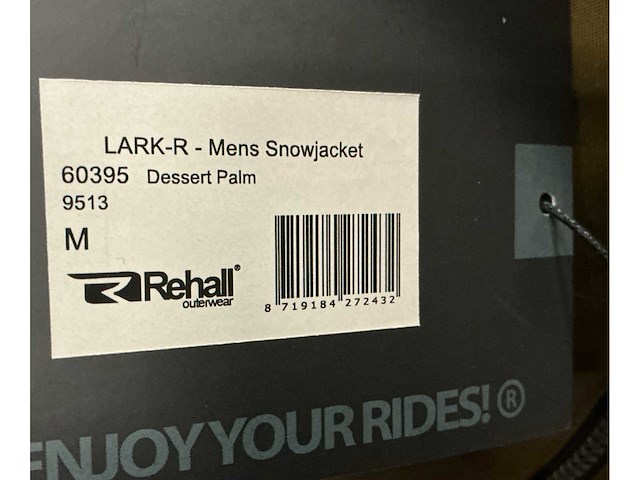 LARK-R - Mens Snowjacket
60395 Dessert Palm
9513
M
Rehall®
outerwear
8 719184 272432
ENJOY YOUR RIDES!®